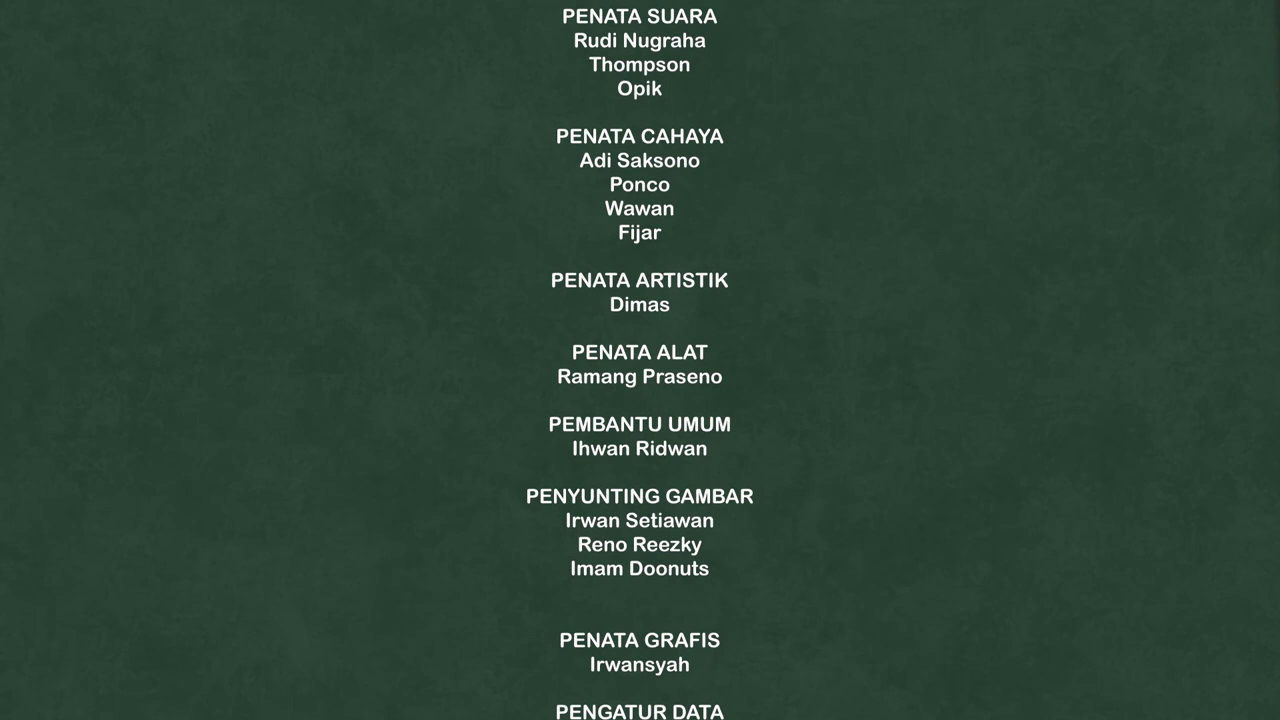 PENATA SUARA
Rudi Nugraha
Thompson
Opik
PENATA CAHAYA
Adi Saksono
Ponco
Wawan
Fijar
PENATA ARTISTIK
Dimas
PENATA ALAT
Ramang Praseno
PEMBANTU UMUM
Ihwan Ridwan
PENYUNTING GAMBAR
Irwan Setiawan
Reno Reezky
Imam Doonuts
PENATA GRAFIS
Irwansyah
PENGATUR DATA